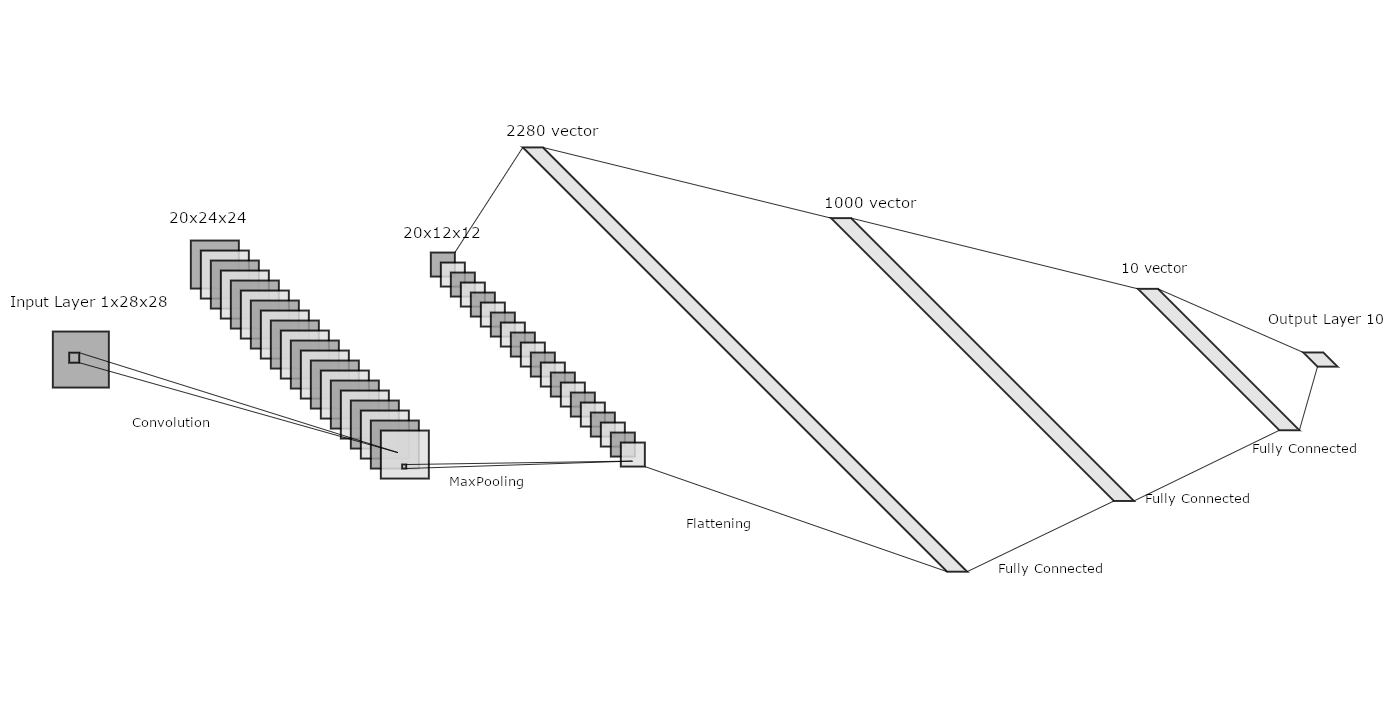 2280 vector
1000 vector
20x24x24
20x12x12
10 vector
Input Layer 1x28x28
Output Layer 10
Convolution
MaxPooling
Flattening
Fully Connected
Fully Connected
Fully Connected